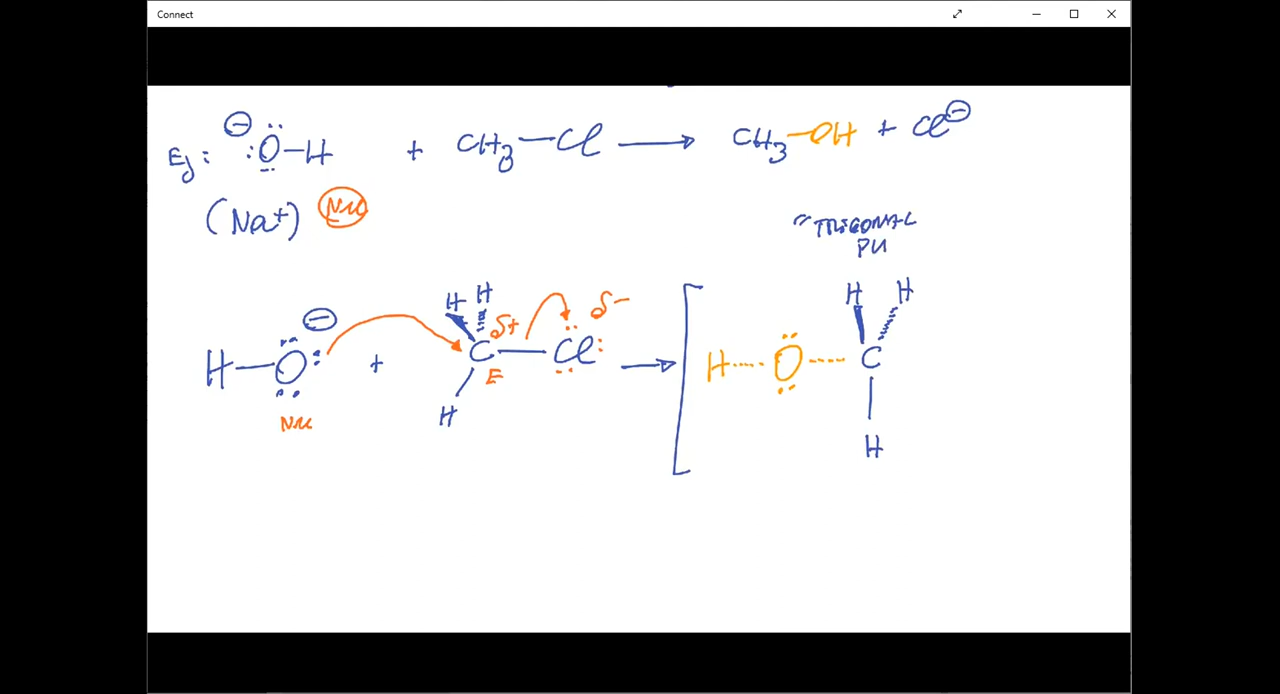 Connect
Eg: ⊖ :Ö–H + CH3–Cl → CH3–OH + Cl⊖
(Na+) Nu
"TRIGONAL
H H δ+ δ− H H
H–O ⊖ + C–Cl: → [ H O C
E
H Nu H